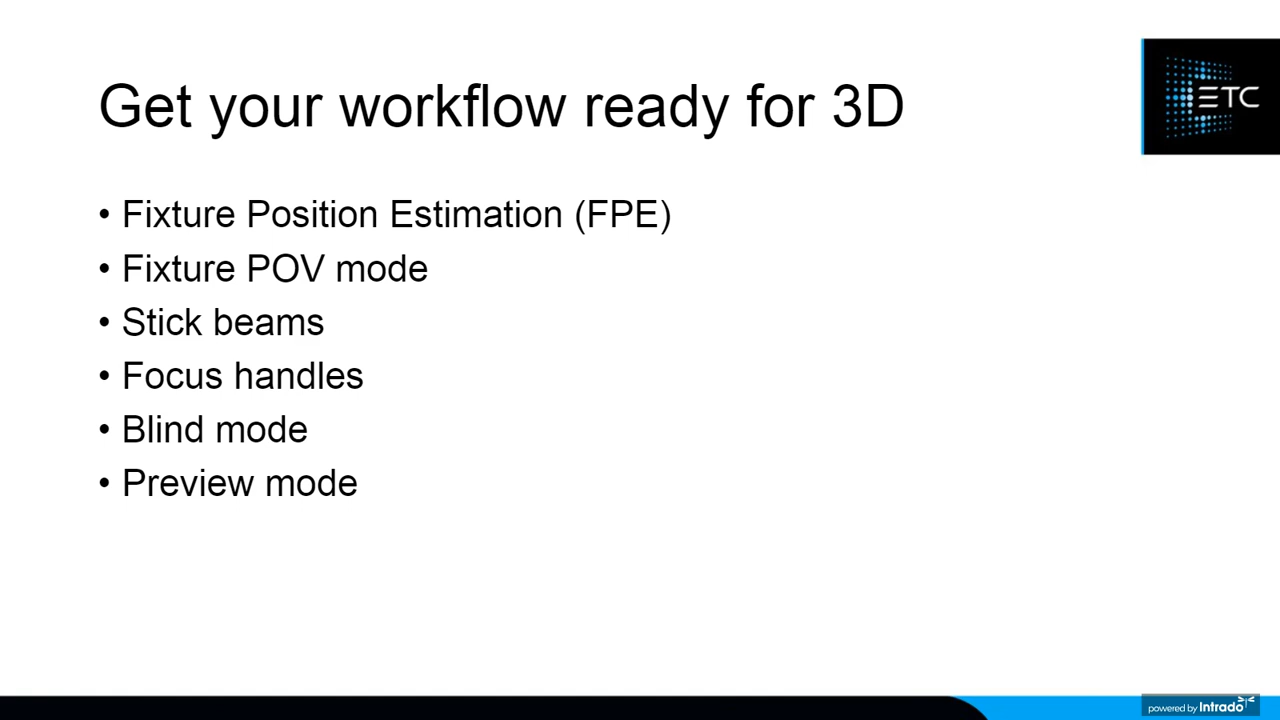 Get your workflow ready for 3D
ETC
• Fixture Position Estimation (FPE)
• Fixture POV mode
• Stick beams
• Focus handles
• Blind mode
• Preview mode
powered by Intrado